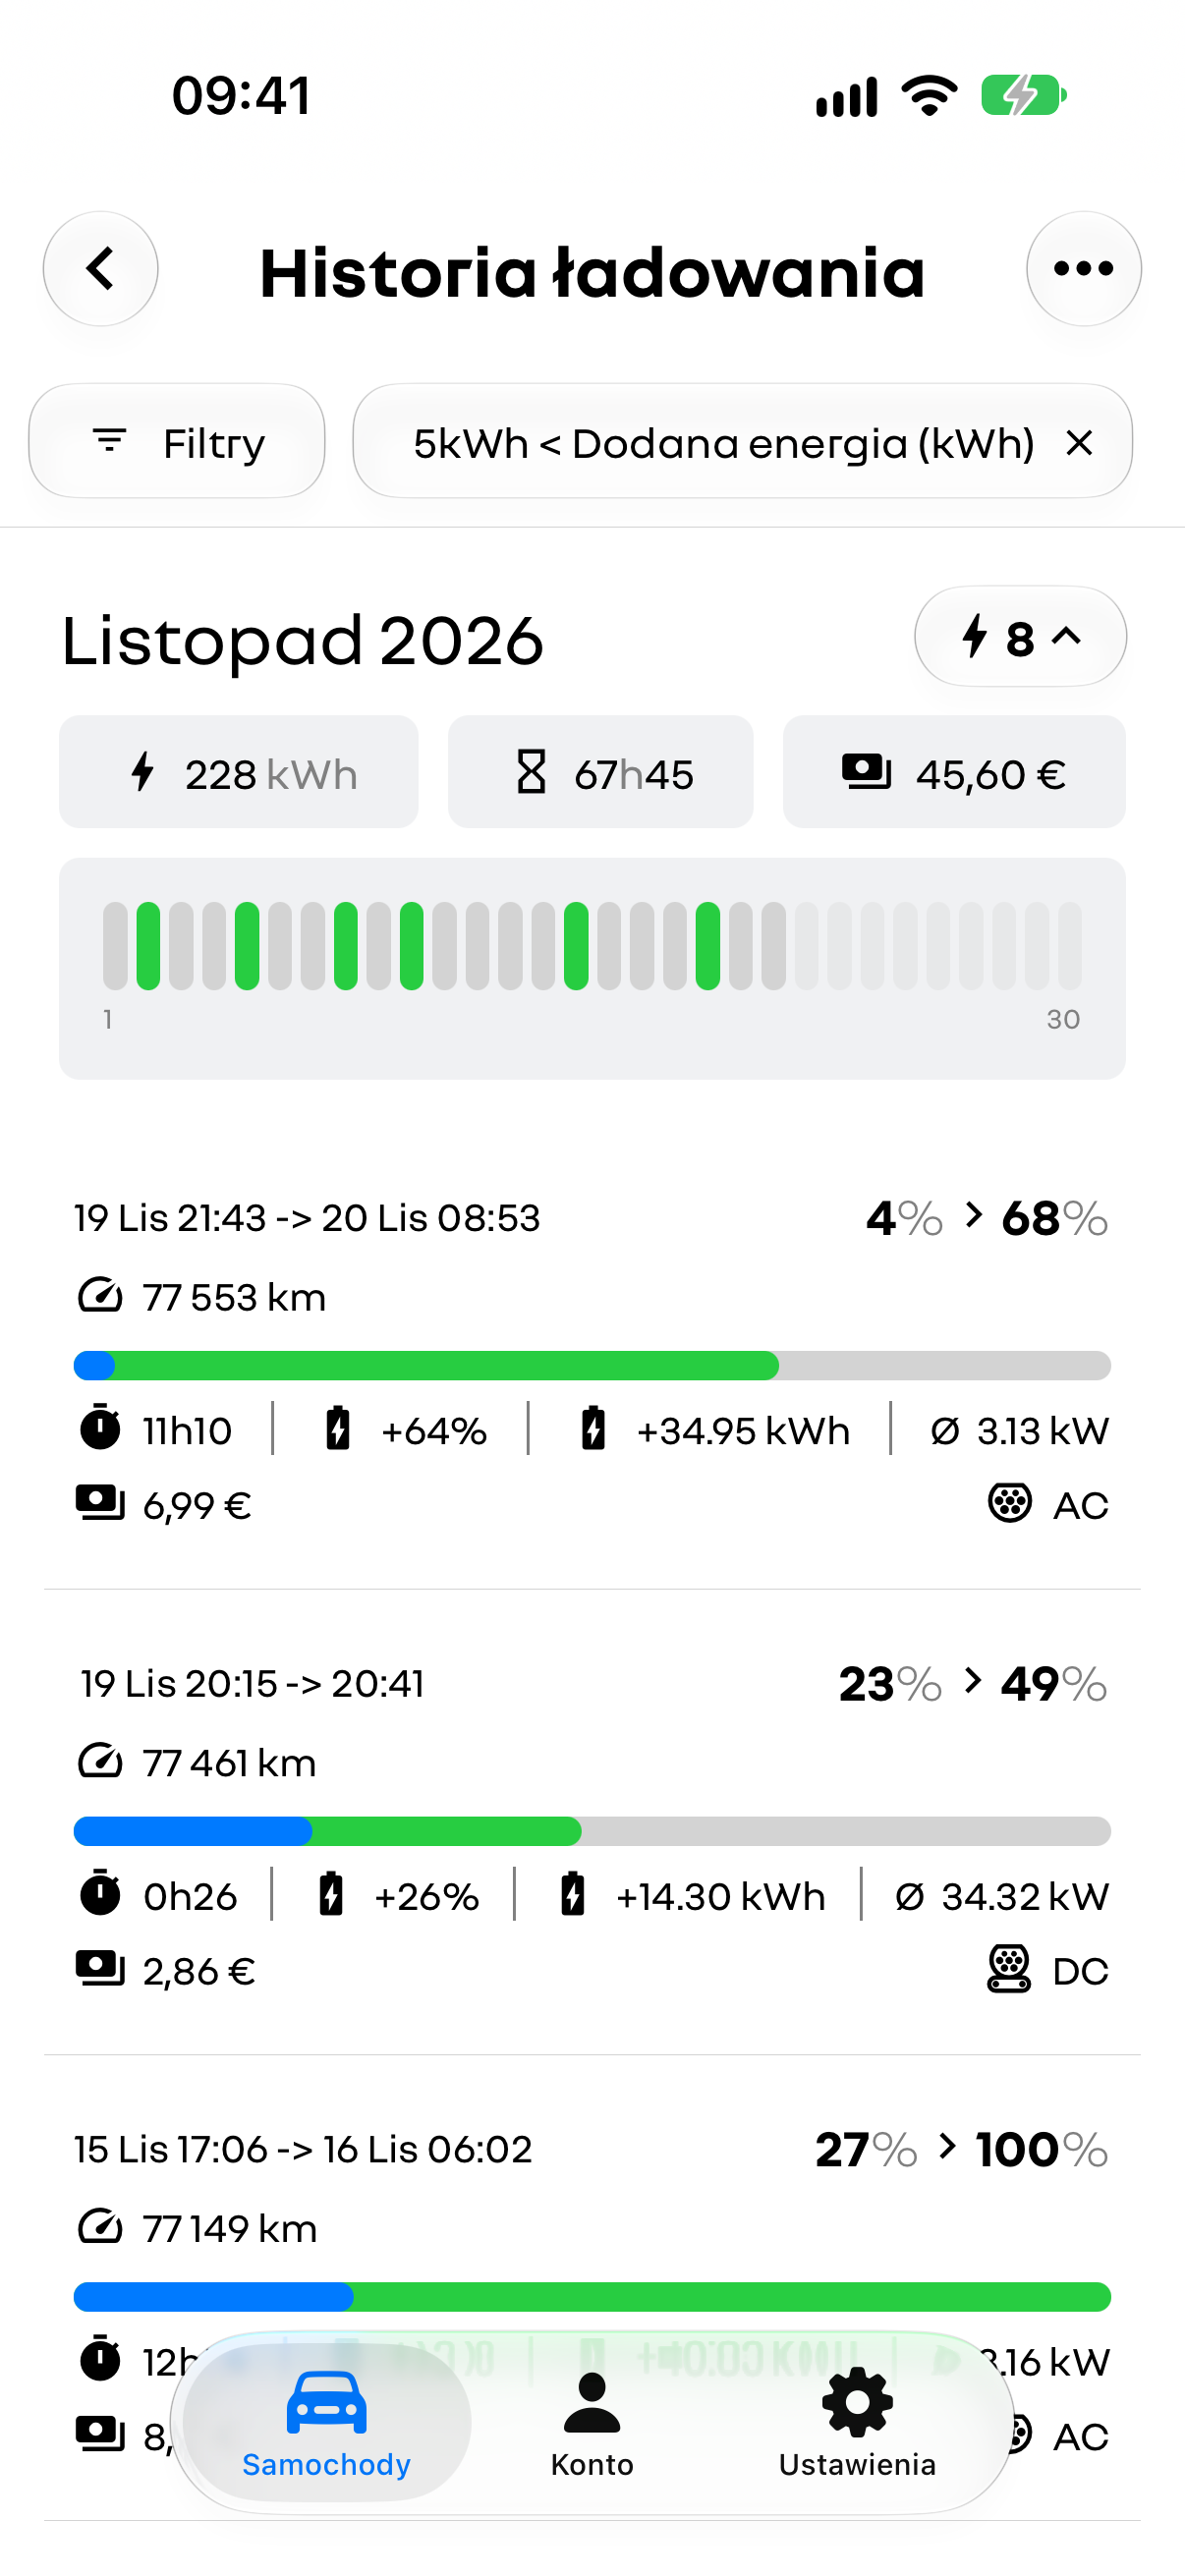 09:41
Historia ładowania
Filtry
5kWh < Dodana energia (kWh)
Listopad 2026
8
228 kWh
67h45
45,60 €
1
30
19 Lis 21:43 -> 20 Lis 08:53
4% > 68%
77 553 km
11h10
+64%
+34.95 kWh
Ø 3.13 kW
6,99 €
AC
19 Lis 20:15 -> 20:41
23% > 49%
77 461 km
0h26
+26%
+14.30 kWh
Ø 34.32 kW
2,86 €
DC
15 Lis 17:06 -> 16 Lis 06:02
27% > 100%
77 149 km
kW
AC
Samochody
Konto
Ustawienia